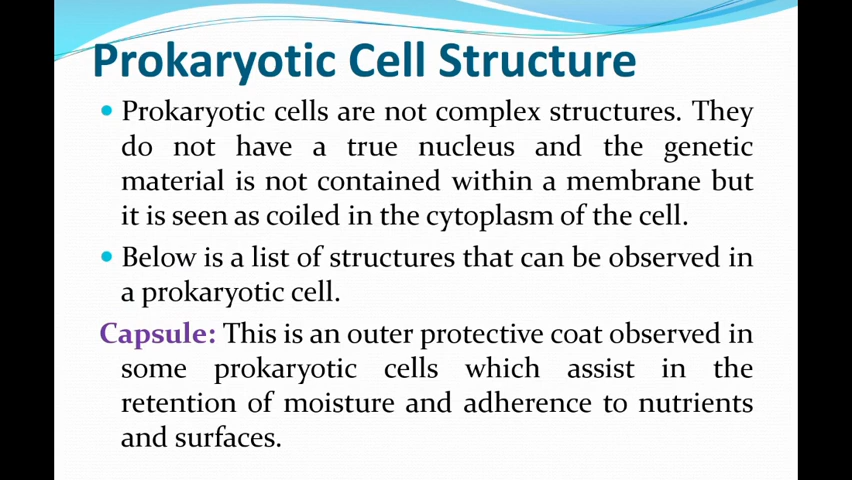 Prokaryotic Cell Structure
Prokaryotic cells are not complex structures. They
do not have a true nucleus and the genetic
material is not contained within a membrane but
it is seen as coiled in the cytoplasm of the cell.
Below is a list of structures that can be observed in
a prokaryotic cell.
Capsule: This is an outer protective coat observed in
some prokaryotic cells which assist in the
retention of moisture and adherence to nutrients
and surfaces.